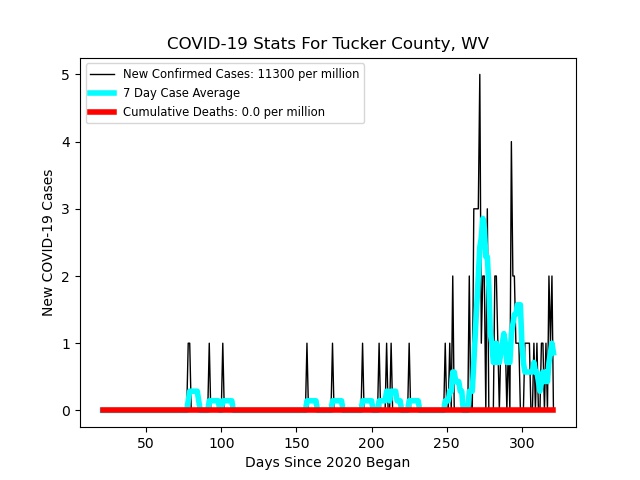 COVID-19 Stats For Tucker County, WV
New Confirmed Cases: 11300 per million
7 Day Case Average
Cumulative Deaths: 0.0 per million
New COVID-19 Cases
5
4
3
2
1
0
50 100 150 200 250 300
Days Since 2020 Began